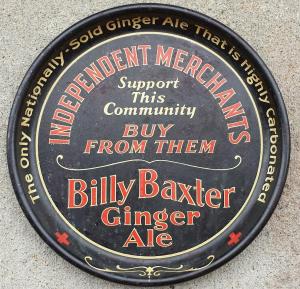 The Only Nationally-Sold Ginger Ale That is Highly Carbonated
INDEPENDENT MERCHANTS
Support
This
Community
BUY
FROM THEM
Billy Baxter
Ginger
Ale